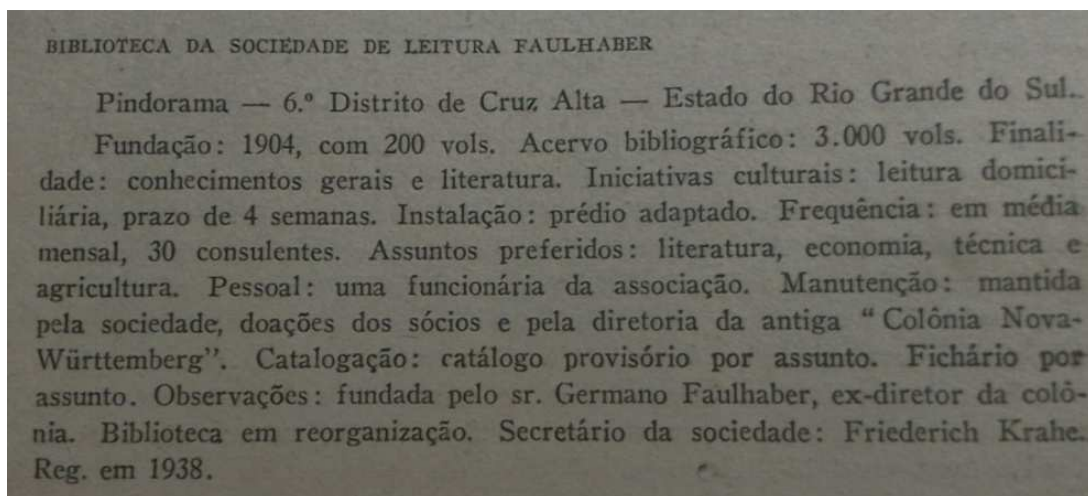 BIBLIOTECA DA SOCIEDADE DE LEITURA FAULHABER
Pindorama — 6.º Distrito de Cruz Alta — Estado do Rio Grande do Sul.
Fundação: 1904, com 200 vols. Acervo bibliográfico: 3.000 vols. Finali-
dade: conhecimentos gerais e literatura. Iniciativas culturais: leitura domici-
liária, prazo de 4 semanas. Instalação: prédio adaptado. Frequência: em média
mensal, 30 consulentes. Assuntos preferidos: literatura, economia, técnica e
agricultura. Pessoal: uma funcionária da associação. Manutenção: mantida
pela sociedade, doações dos sócios e pela diretoria da antiga “Colônia Nova-
Württemberg”. Catalogação: catálogo provisório por assunto. Fichário por
assunto. Observações: fundada pelo sr. Germano Faulhaber, ex-diretor da colô-
nia. Biblioteca em reorganização. Secretário da sociedade: Friederich Krahe.
Reg. em 1938.